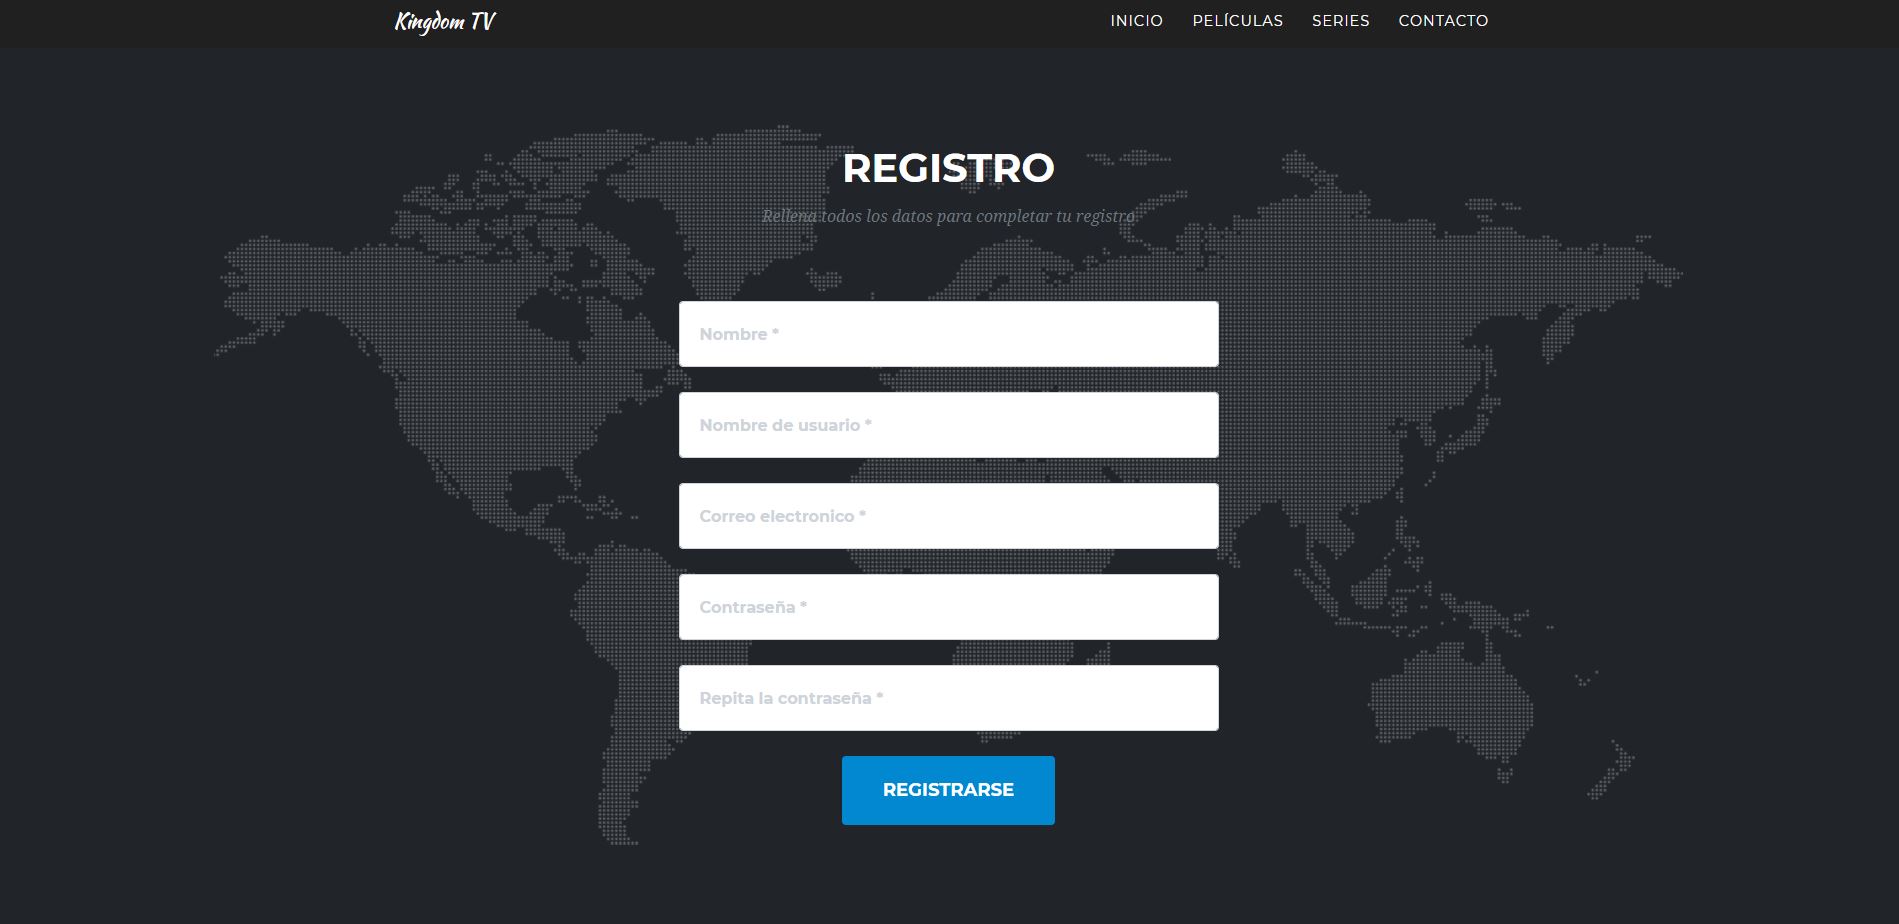 Kingdom TV
INICIO PELÍCULAS SERIES CONTACTO
REGISTRO
Rellena todos los datos para completar tu registro
Nombre *
Nombre de usuario *
Correo electronico *
Contraseña *
Repita la contraseña *
REGISTRARSE